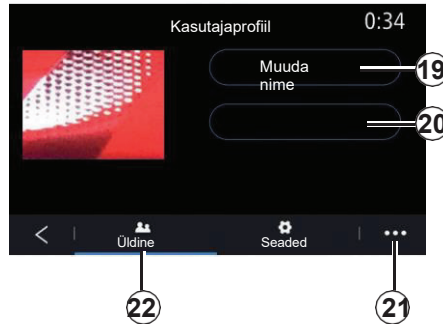 Kasutajaprofiil
0:34
Muuda
nime
19
20
Üldine
Seaded
22
21